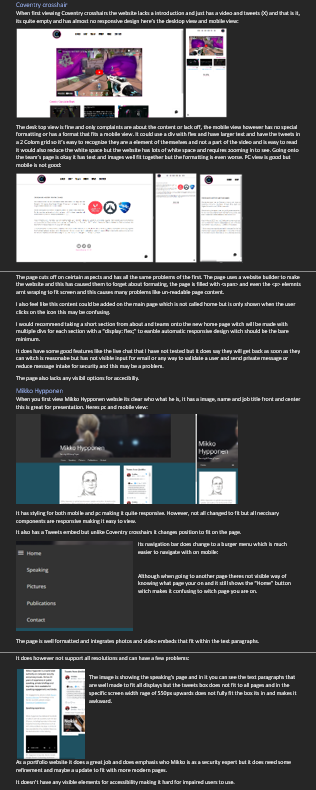 Coventry crosshair
When first viewing Coventry crosshairs the website lacks a introduction and just has a video and tweets (X) and that is it,
its quite empty and has almost no responsive design here's the desktop view and mobile view:
The desk top view is fine and only complaints are about the content or lack off, the mobile view however has no special
formatting or has a format that fits a mobile view. It could use a div with flex and have larger text and have the tweets in
a 2 Colom grid so it's easy to recognize they are a element of themselves and not a part of the video and is easy to read
it would also reduce the white space but the website has lots of white space and requires zooming in to see. Going onto
the team's page is okay it has text and images well fit together but the formatting is even worse. PC view is good but
mobile is not good:
The page cuts off on certain aspects and has all the same problems of the first. The page uses a website builder to make
the website and this has caused them to forget about formating, the page is filled with <span> and even the <p> elemnts
arnt wraping to fit screen and this causes many problems like un-readable page content.
I also feel like this content could be added on the main page which is not called home but is only shown when the user
clicks on the icon this may be confusing.
I would recommend taking a short section from about and teams onto the new home page witch will be made with
multiple divs for each section with a "display: flex;" to eanble automatic responsive design witch should be the bare
minimum.
It does have some good features like the live chat that I have not tested but it does say they will get back as soon as they
can witch is reasonable but has not visible input for email or any way to validate a user and send private message or
reduce message intake for security and this may be a problem.
The page also lacks any visibil options for accecibilly.
Mikko Hypponen
When you first view Mikko Hypponen website its clear who what he is, it has a image, name and job title front and center
this is great for presentation. Heres pc and mobile view:
Mikko Hypponen
Mikko
Hypponen
It has styling for both mobile and pc making it quite responsive. However, not all changed to fit but all neccisary
components are responsive making it easy to view.
It also has a Tweets embed but unlike Coventry crosshairs it changes position to fit on the page.
Home
Speaking
Pictures
Publications
Contact
Its navigation bar does change to a burger menu which is much
easier to navigate with on mobile:
Although when going to another page theres not visible way of
knowing what page your on and it still shows the "Home" button
witch makes it confusing to witch page you are on.
The page is well formatted and integrates photos and video embeds that fit within the text paragraphs.
It does however not support all resolutions and can have a few problems:
The image is showing the speaking's page and in it you can see the text paragraphs that
are well made to fit all displays but the tweets box does not fit to all pages and in the
specific screen width rage of 550px upwards does not fully fit the box its in and makes it
awkward.
As a portfolio website it does a great job and does emphasis who Mikko is as a security expert but it does need some
refinement and maybe a update to fit with more modern pages.
It doesn't have any visible elements for accessibility making it hard for impaired users to use.